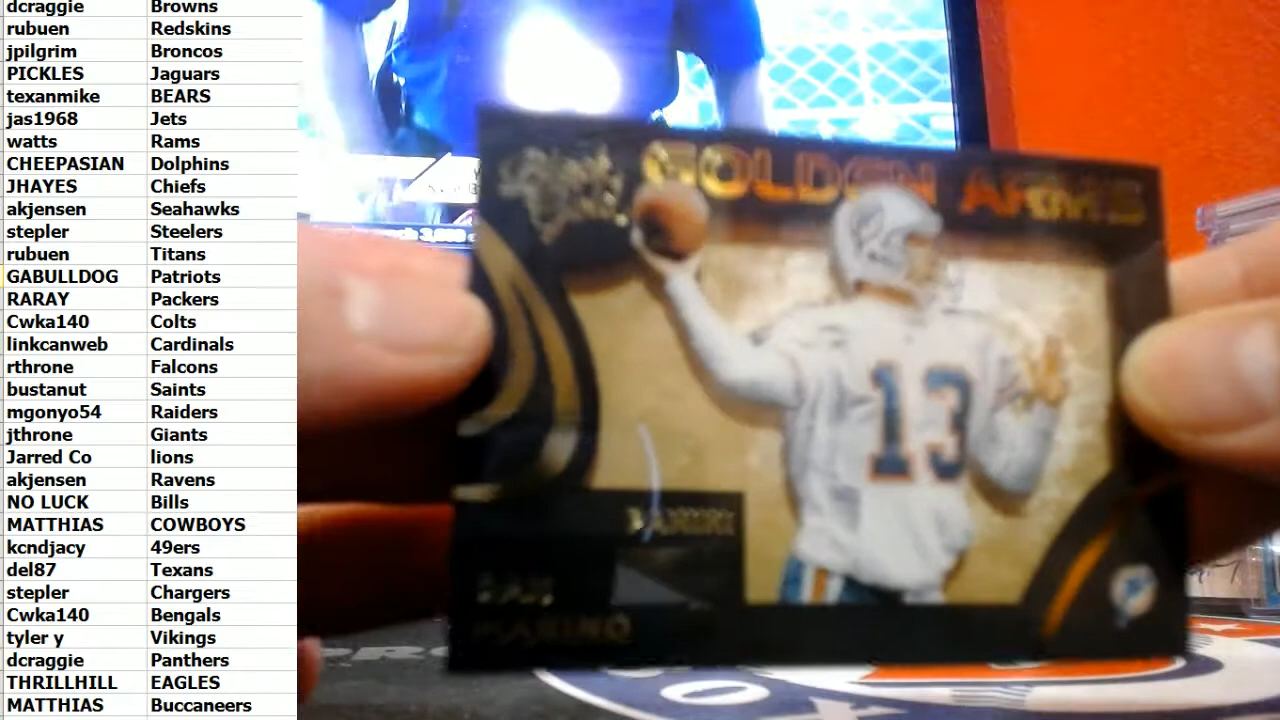 dcraggie Browns
rubuen Redskins
jpilgrim Broncos
PICKLES Jaguars
texanmike BEARS
jas1968 Jets
watts Rams
CHEEPASIAN Dolphins
JHAYES Chiefs
akjensen Seahawks
stepler Steelers
rubuen Titans
GABULLDOG Patriots
RARAY Packers
Cwka140 Colts
linkcanweb Cardinals
rthrone Falcons
bustanut Saints
mgonyo54 Raiders
jthrone Giants
Jarred Co lions
akjensen Ravens
NO LUCK Bills
MATTHIAS COWBOYS
kcndjacy 49ers
del87 Texans
stepler Chargers
Cwka140 Bengals
tyler y Vikings
dcraggie Panthers
THRILLHILL EAGLES
MATTHIAS Buccaneers
GOLDEN ARMS
13
PANINI
DAN
MARINO